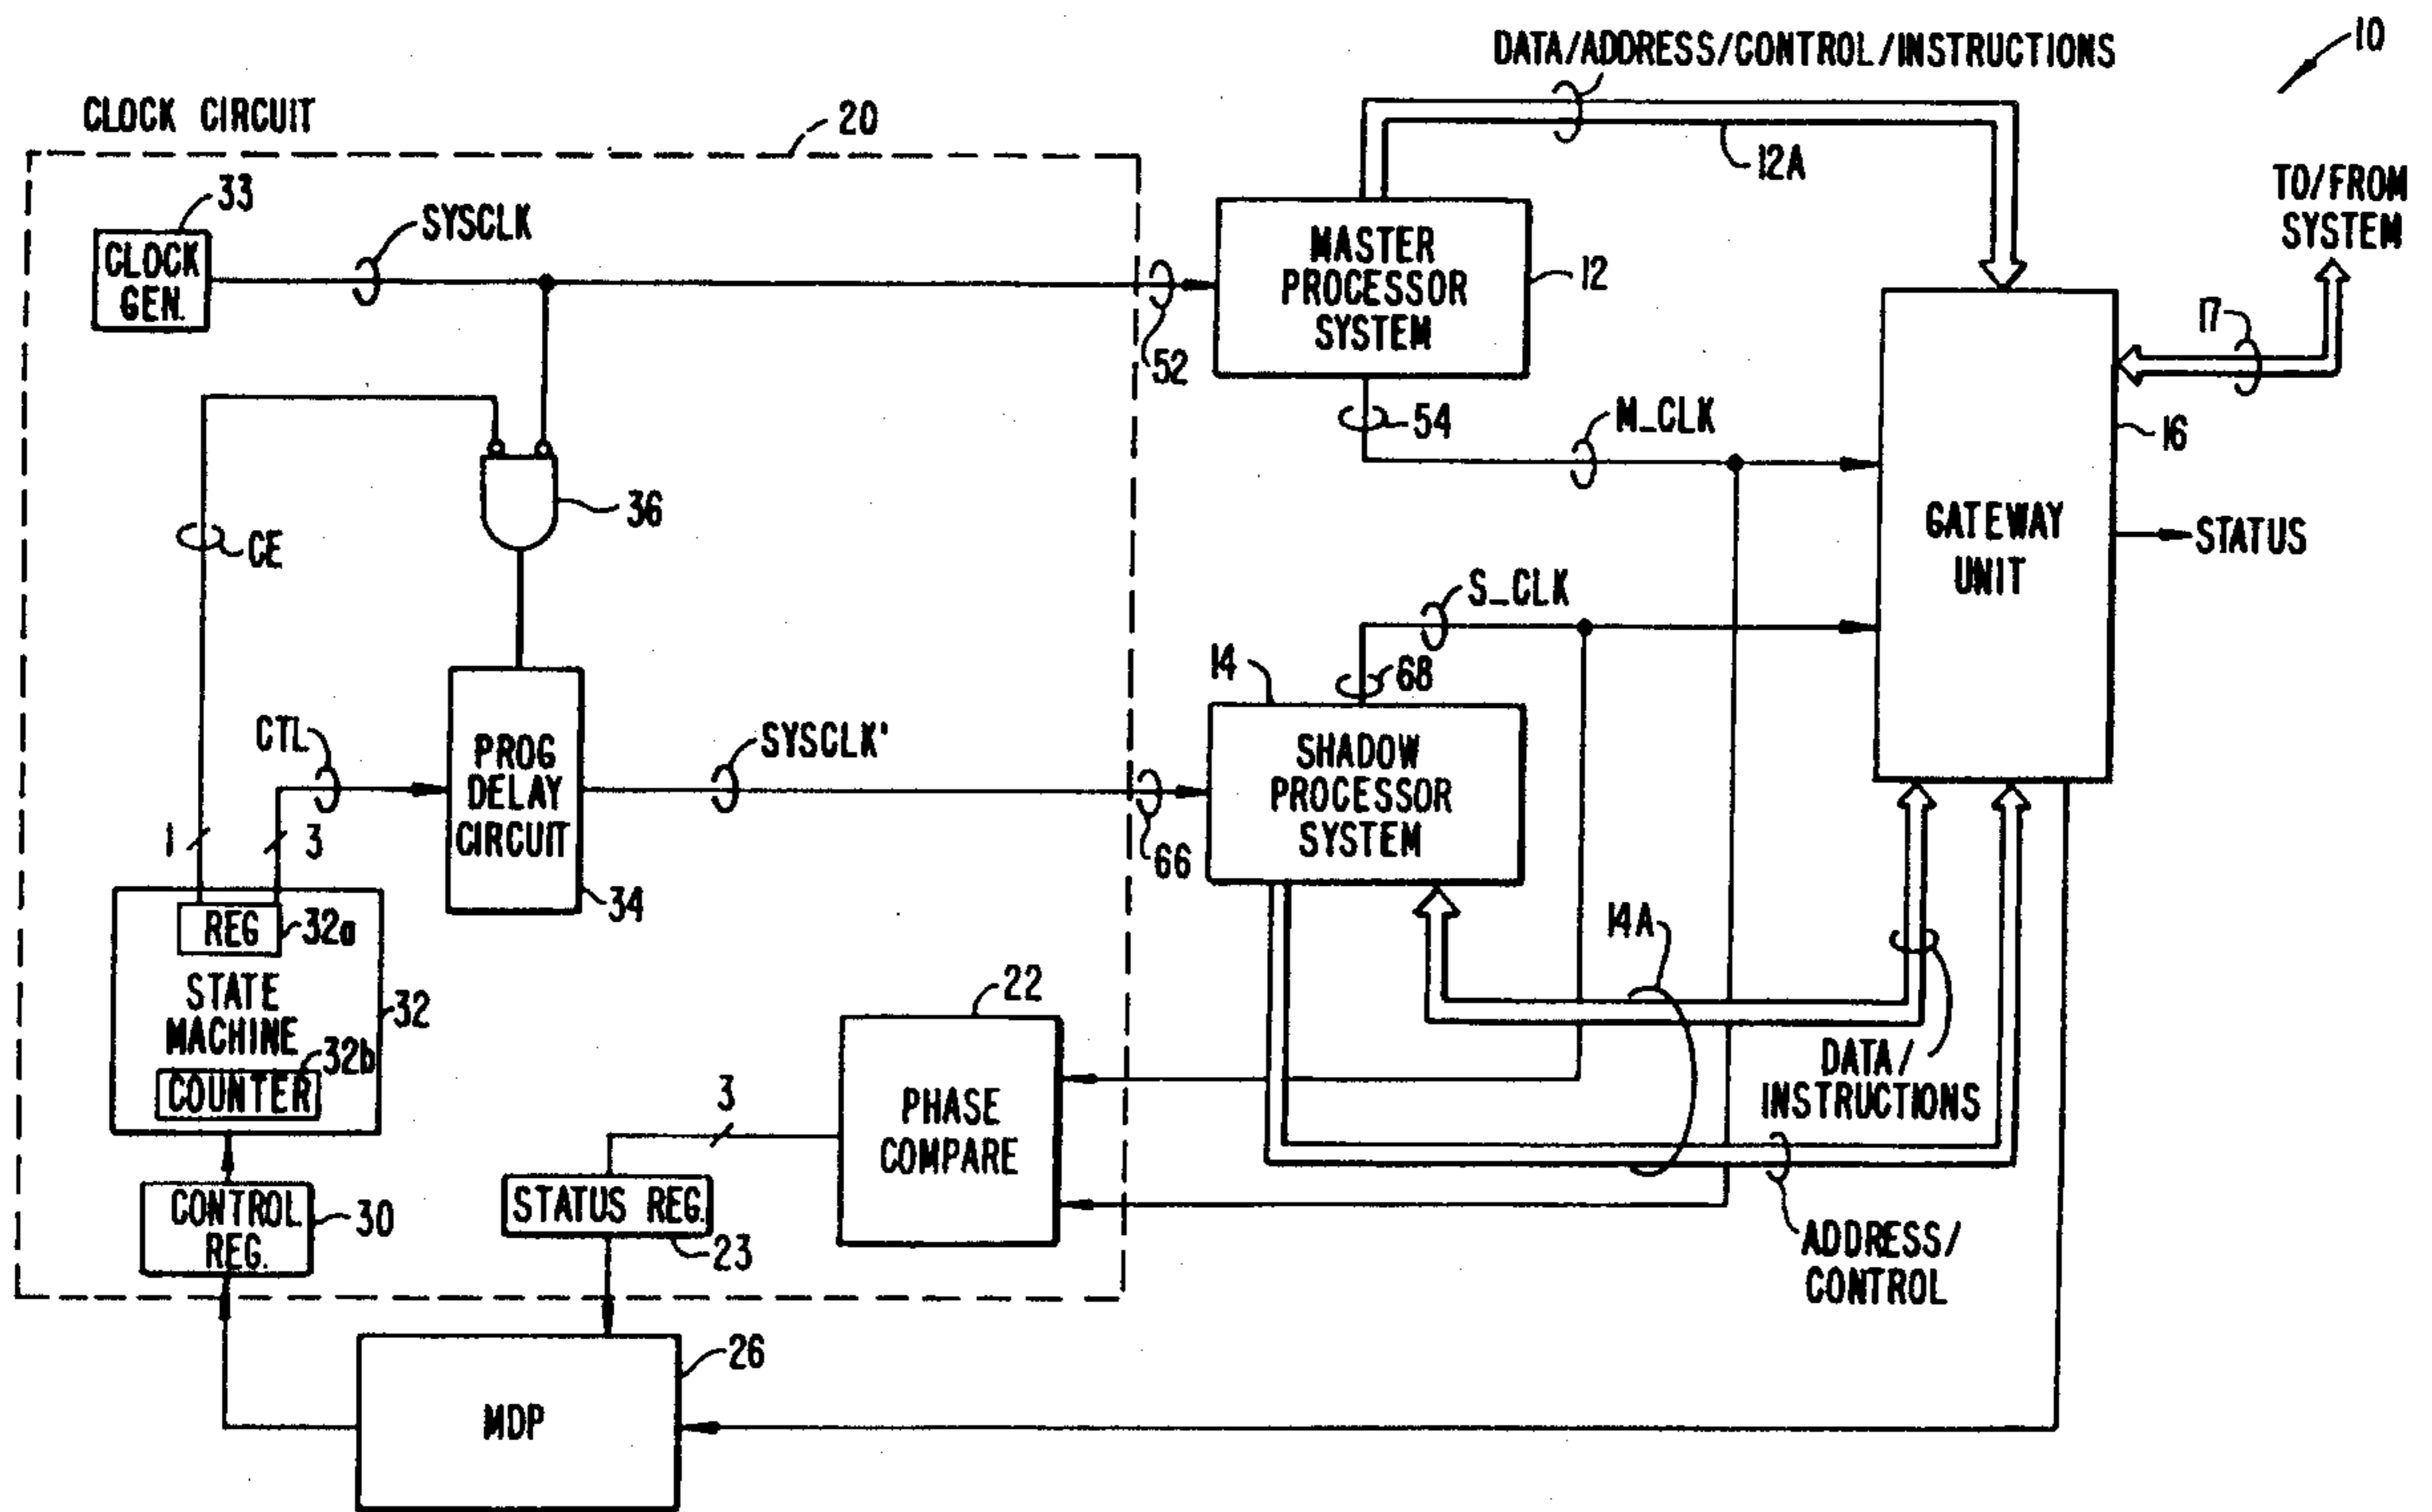 DATA/ADDRESS/CONTROL/INSTRUCTIONS
10
CLOCK CIRCUIT
20
12A
TO/FROM
SYSTEM
33
SYSCLK
CLOCK
GEN.
MASTER
PROCESSOR
SYSTEM
12
17
52
54
M_CLK
16
36
CE
GATEWAY
UNIT
STATUS
S_CLK
14
68
CTL
SYSCLK'
PROG
DELAY
CIRCUIT
SHADOW
PROCESSOR
SYSTEM
1
3
66
34
REG
32a
14A
STATE
MACHINE
32
22
32b
COUNTER
DATA/
INSTRUCTIONS
3
PHASE
COMPARE
CONTROL
REG.
30
STATUS REG.
23
ADDRESS/
CONTROL
26
MDP